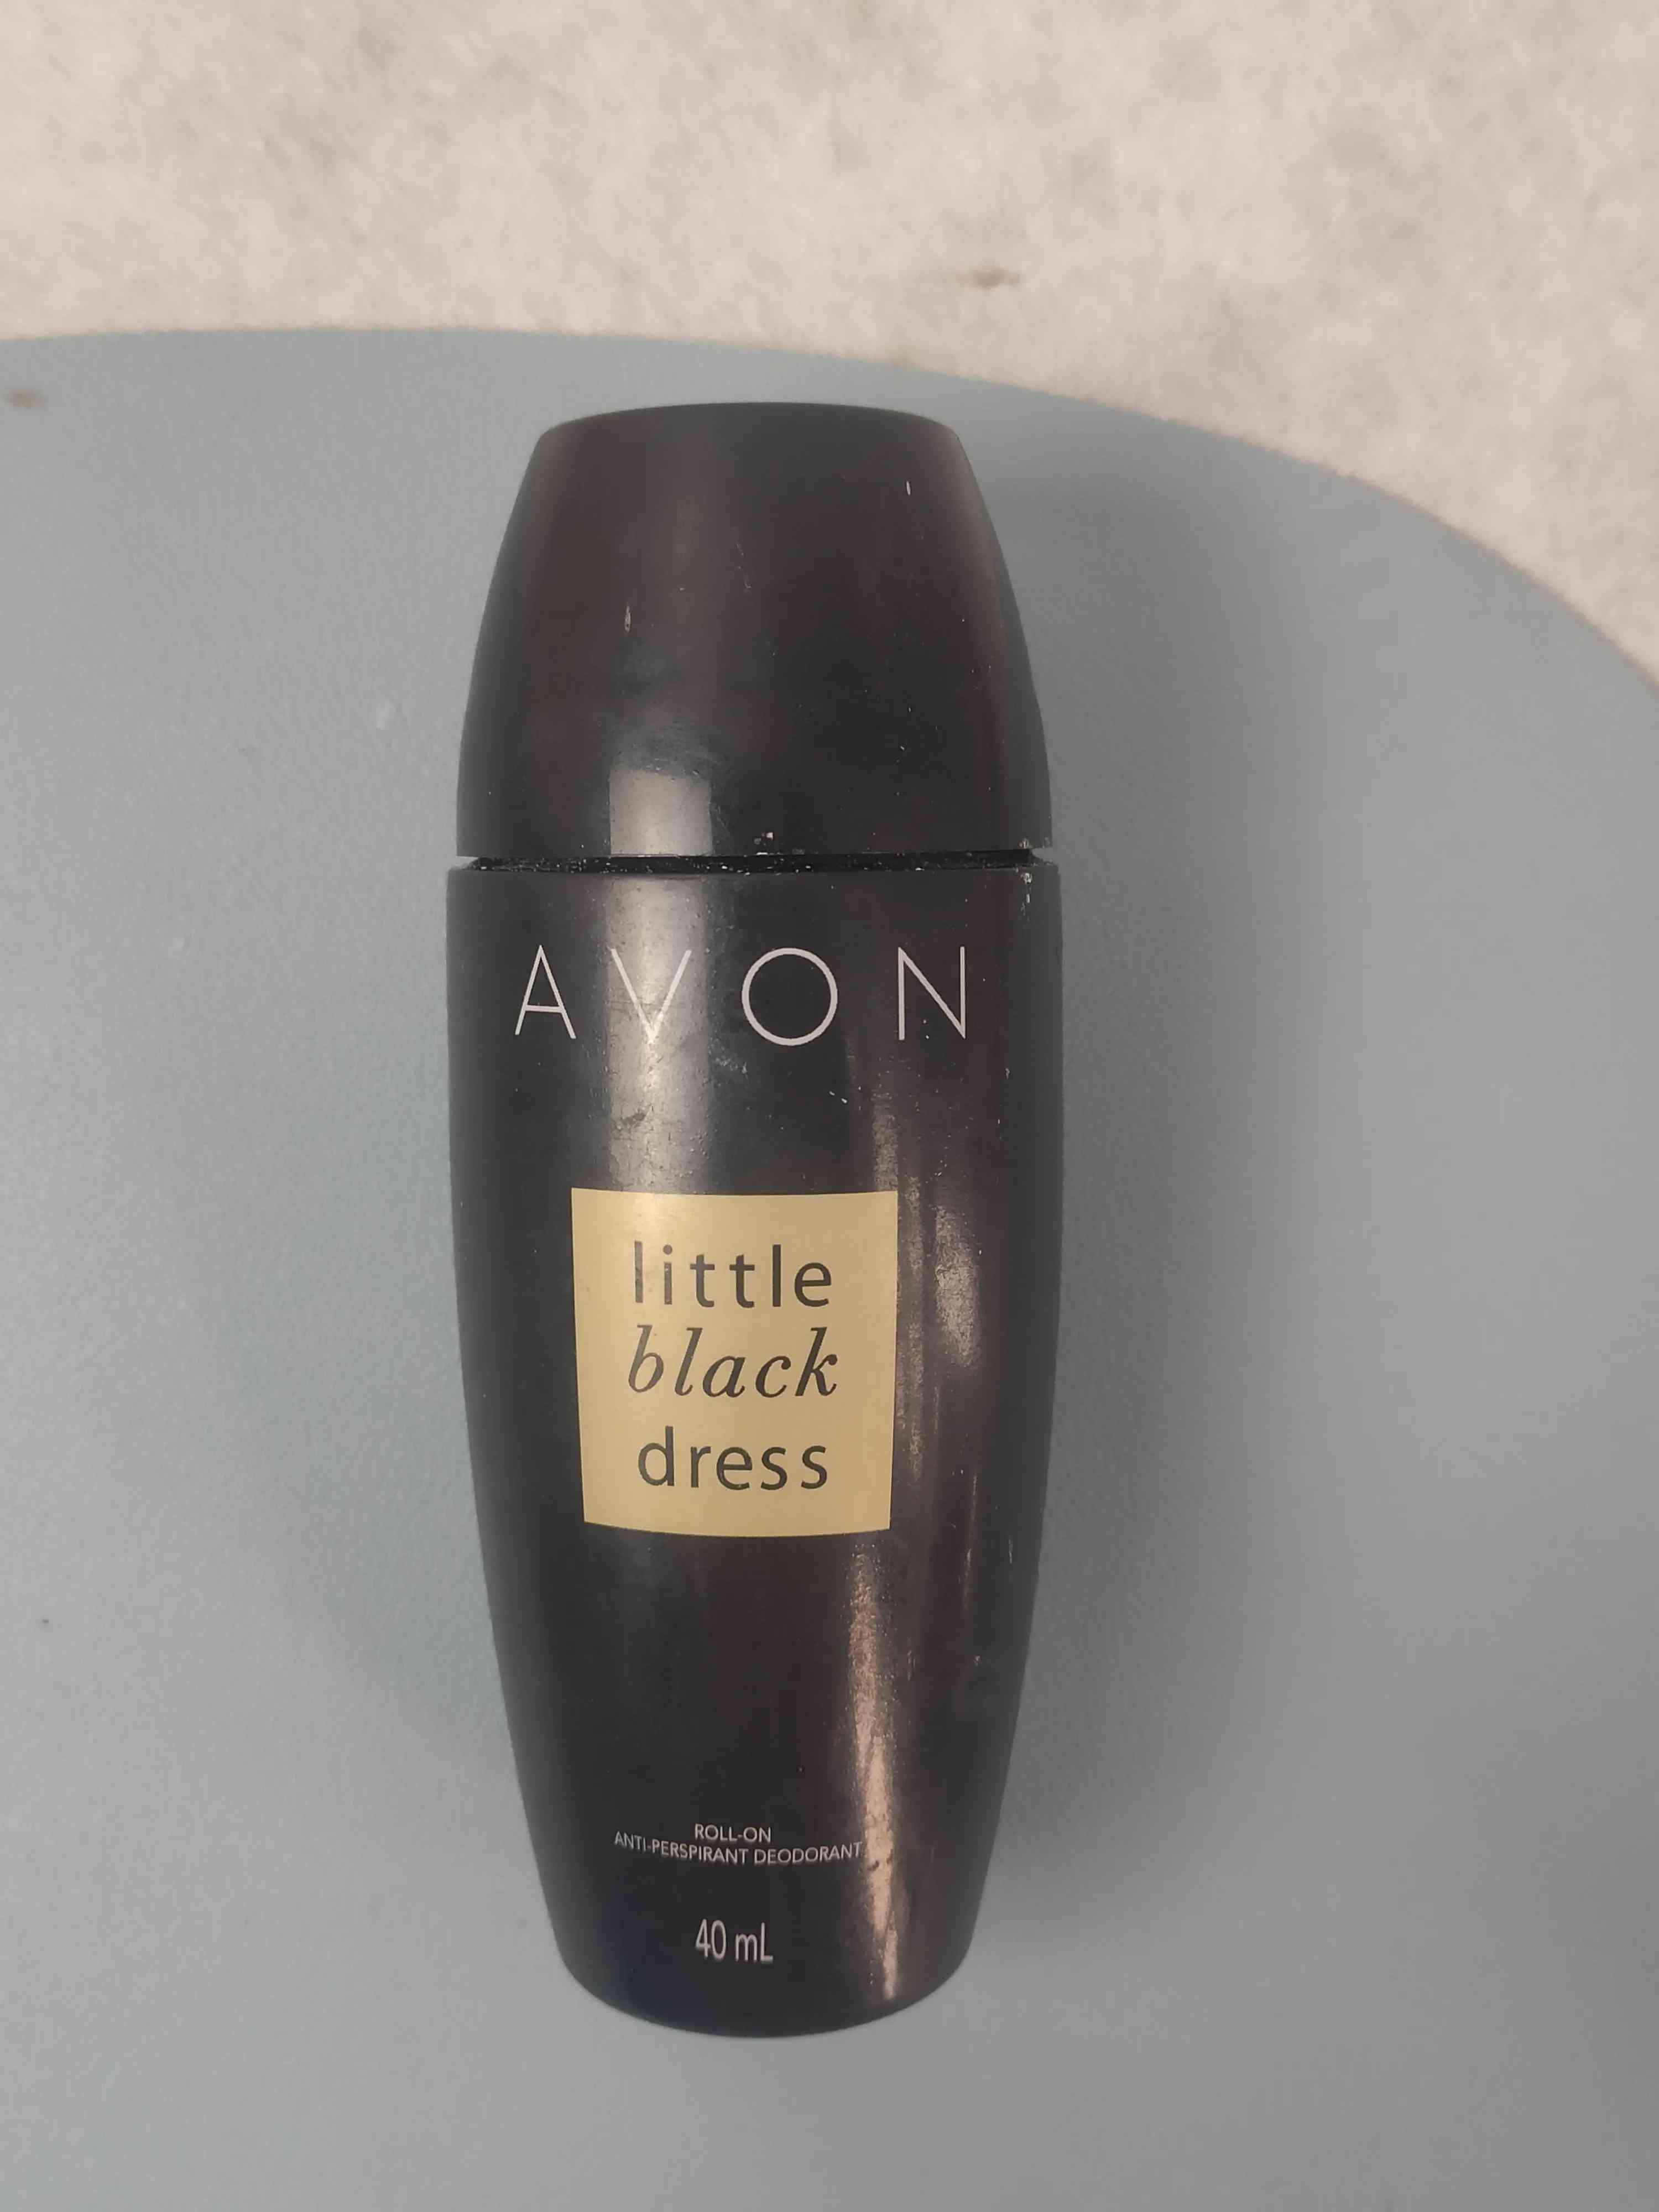 AVON
little
black
dress
ROLL-ON
ANTI-PERSPIRANT DEODORANT
40 mL